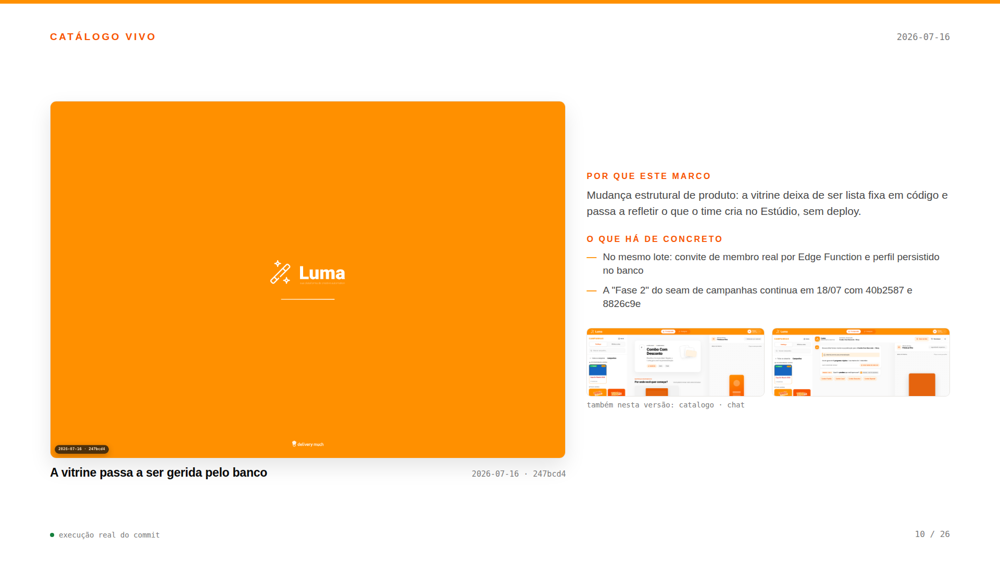 CATÁLOGO VIVO
2026-07-16
Luma
delivery much
2026-07-16 · 247bcd4
A vitrine passa a ser gerida pelo banco
2026-07-16 · 247bcd4
POR QUE ESTE MARCO
Mudança estrutural de produto: a vitrine deixa de ser lista fixa em código e
passa a refletir o que o time cria no Estúdio, sem deploy.
O QUE HÁ DE CONCRETO
— No mesmo lote: convite de membro real por Edge Function e perfil persistido
no banco
— A "Fase 2" do seam de campanhas continua em 18/07 com 40b2587 e
8826c9e
Luma
Combo Com
Desconto
Por onde você quer começar?
Luma
também nesta versão: catalogo · chat
execução real do commit
10 / 26